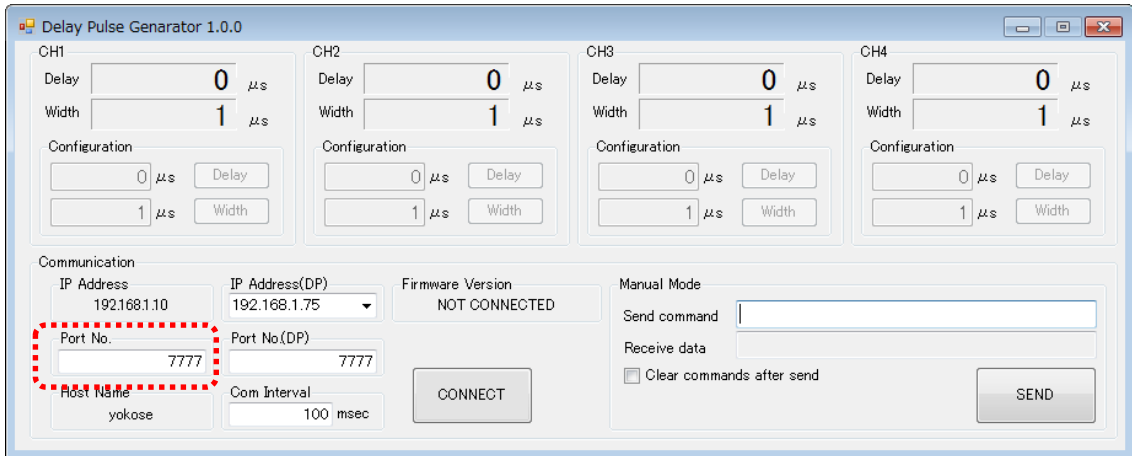 Delay Pulse Genarator 1.0.0
CH1 CH2 CH3 CH4
Delay 0 μs Delay 0 μs Delay 0 μs Delay 0 μs
Width 1 μs Width 1 μs Width 1 μs Width 1 μs
Configuration Configuration Configuration Configuration
0 μs Delay 0 μs Delay 0 μs Delay 0 μs Delay
1 μs Width 1 μs Width 1 μs Width 1 μs Width
Communication
IP Address IP Address(DP) Firmware Version Manual Mode
192.168.1.10 192.168.1.75 NOT CONNECTED
Send command
Port No. Port No.(DP)
Receive data
7777 7777
Clear commands after send
Host Name Com Interval CONNECT SEND
yokose 100 msec